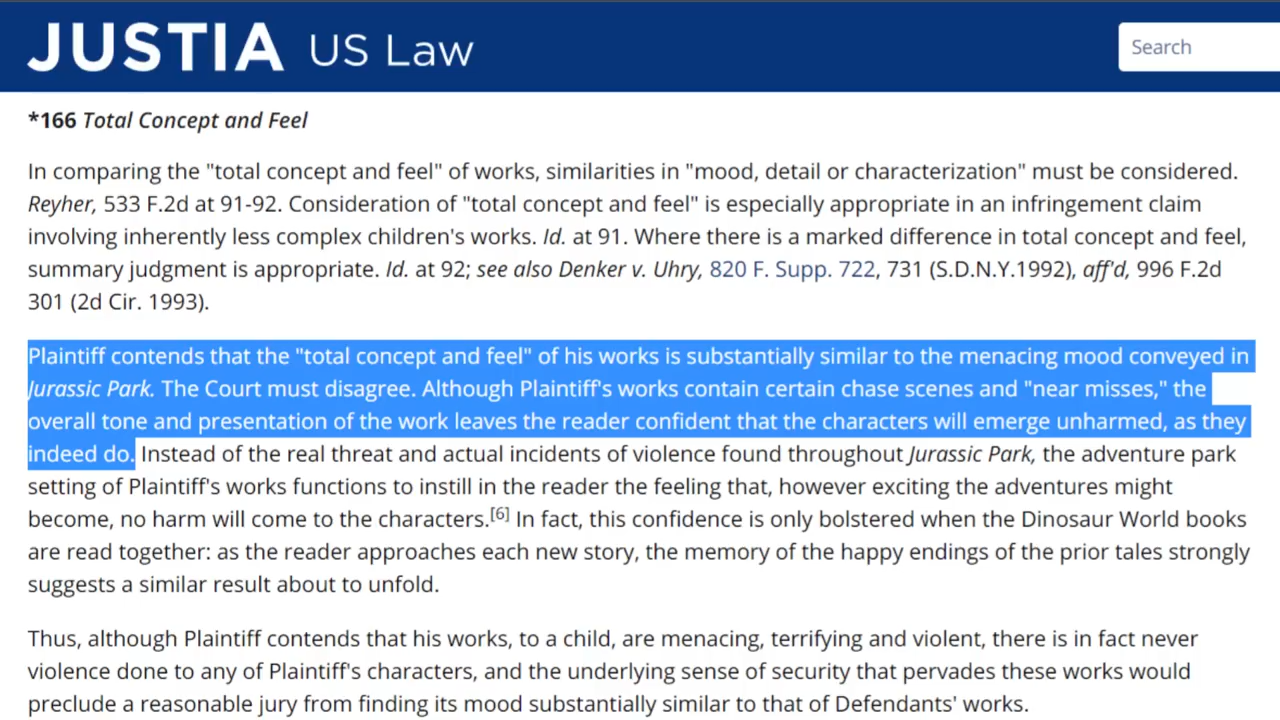 JUSTIA US Law
Search
*166 Total Concept and Feel
In comparing the "total concept and feel" of works, similarities in "mood, detail or characterization" must be considered.
Reyher, 533 F.2d at 91-92. Consideration of "total concept and feel" is especially appropriate in an infringement claim
involving inherently less complex children's works. Id. at 91. Where there is a marked difference in total concept and feel,
summary judgment is appropriate. Id. at 92; see also Denker v. Uhry, 820 F. Supp. 722, 731 (S.D.N.Y.1992), aff'd, 996 F.2d
301 (2d Cir. 1993).
Plaintiff contends that the "total concept and feel" of his works is substantially similar to the menacing mood conveyed in
Jurassic Park. The Court must disagree. Although Plaintiff's works contain certain chase scenes and "near misses," the
overall tone and presentation of the work leaves the reader confident that the characters will emerge unharmed, as they
indeed do. Instead of the real threat and actual incidents of violence found throughout Jurassic Park, the adventure park
setting of Plaintiff's works functions to instill in the reader the feeling that, however exciting the adventures might
become, no harm will come to the characters.[6] In fact, this confidence is only bolstered when the Dinosaur World books
are read together: as the reader approaches each new story, the memory of the happy endings of the prior tales strongly
suggests a similar result about to unfold.
Thus, although Plaintiff contends that his works, to a child, are menacing, terrifying and violent, there is in fact never
violence done to any of Plaintiff's characters, and the underlying sense of security that pervades these works would
preclude a reasonable jury from finding its mood substantially similar to that of Defendants' works.